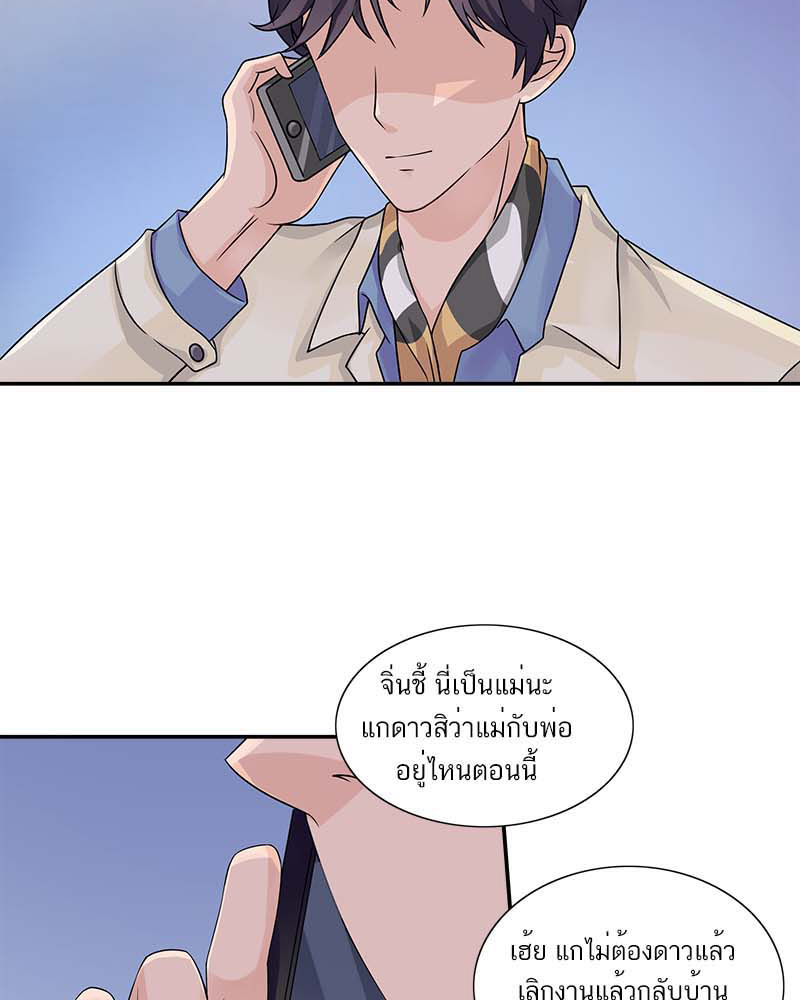 จิ่นชี้ นี่เป็นแม่นะ
แกดาวสิว่าแม่กับพ่อ
อยู่ไหนตอนนี้
เฮ้ย แกไม่ต้องดาวแล้ว
เลิกงานแล้วกลับบ้าน